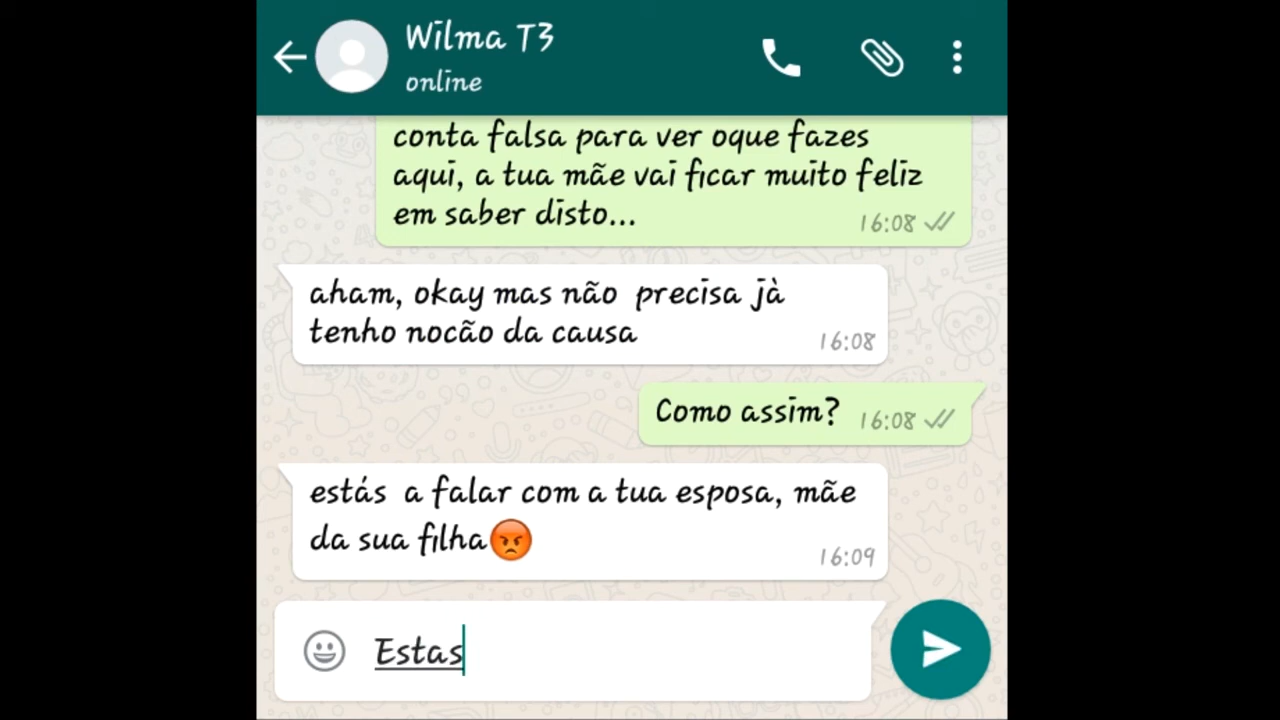 Wilma T3
online
conta falsa para ver oque fazes
aqui, a tua mãe vai ficar muito feliz
em saber disto...
16:08
aham, okay mas não precisa jà
tenho nocão da causa
16:08
Como assim? 16:08
estás a falar com a tua esposa, mãe
da sua filha😡
16:09
Estas